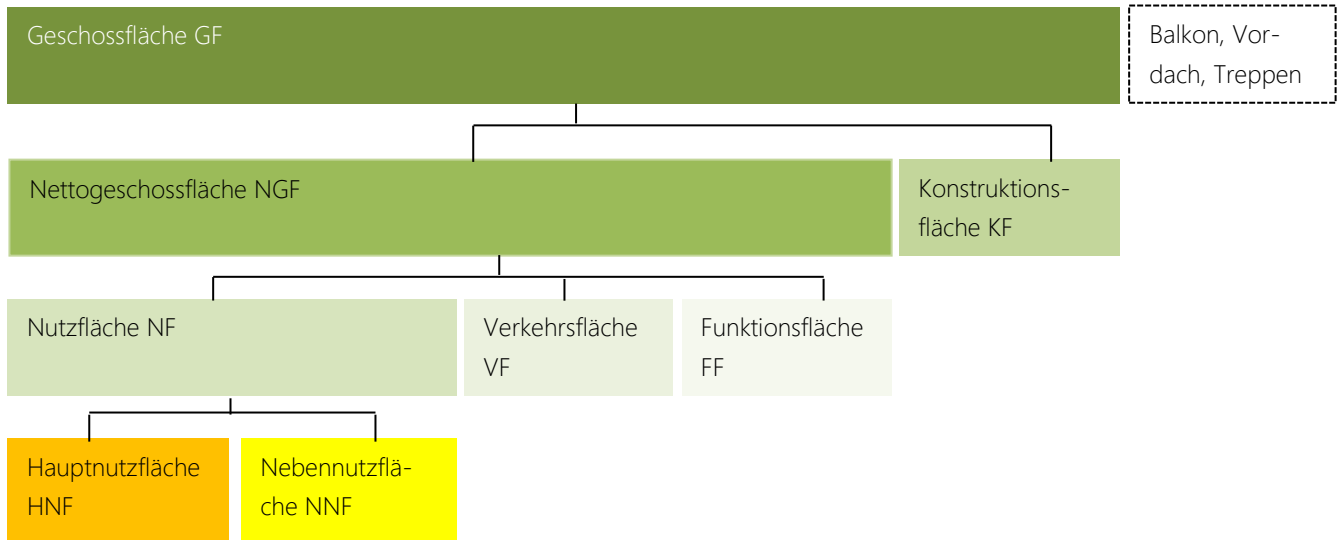 Geschossfläche GF
Balkon, Vor-
dach, Treppen
Nettogeschossfläche NGF
Konstruktions-
fläche KF
Nutzfläche NF
Verkehrsfläche
VF
Funktionsfläche
FF
Hauptnutzfläche
HNF
Nebennutzflä-
che NNF